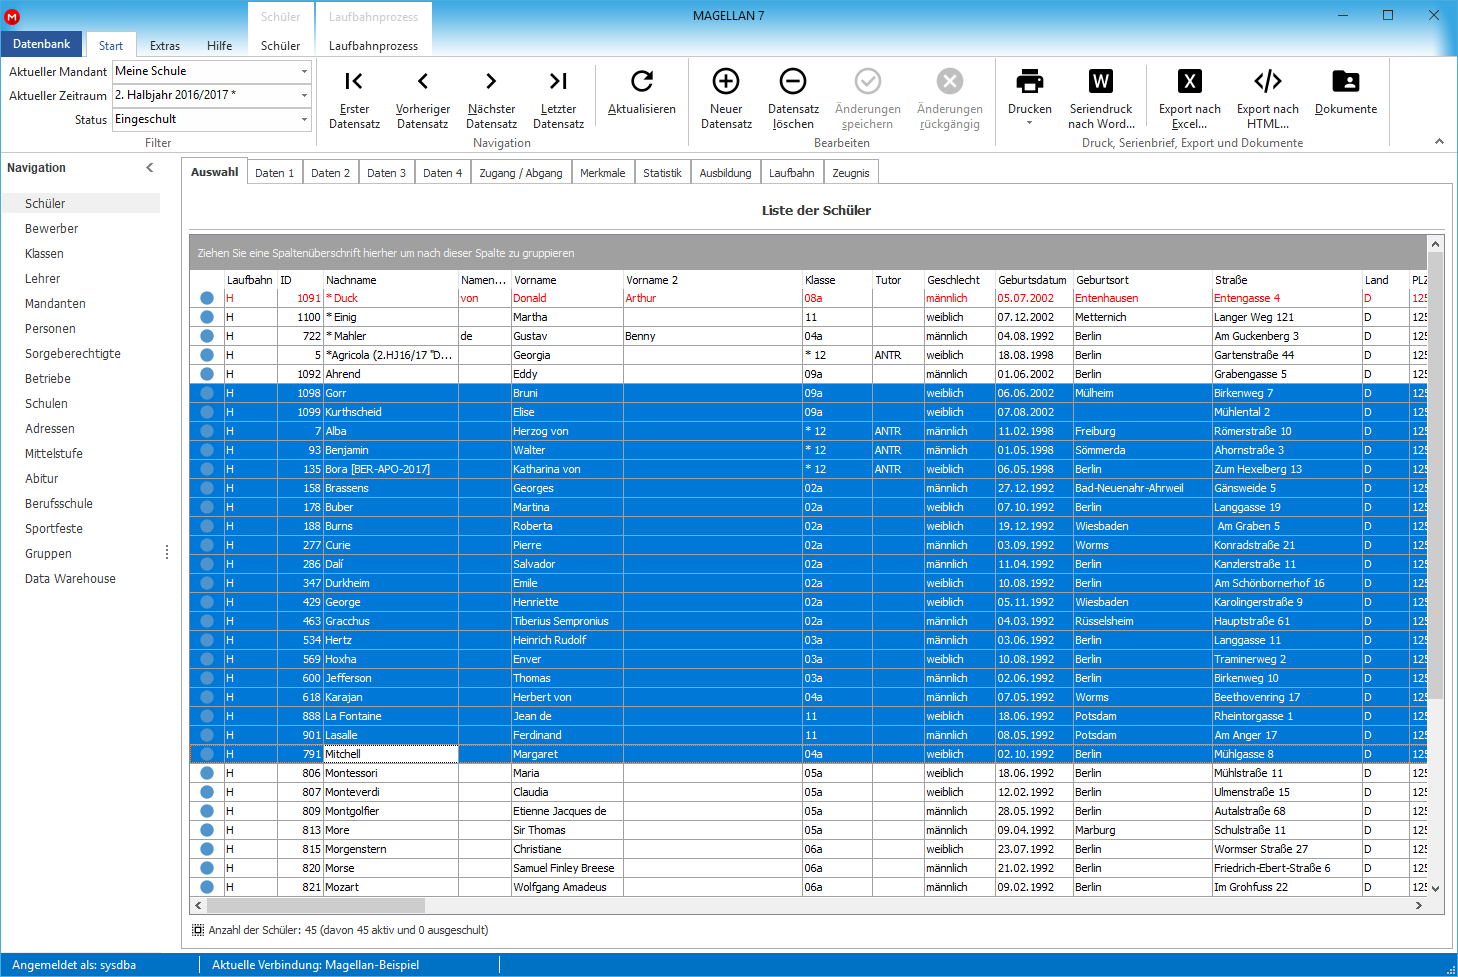 M
Schüler Laufbahnprozess MAGELLAN 7
Datenbank Start Extras Hilfe Schüler Laufbahnprozess
Aktueller Mandant Meine Schule
Aktueller Zeitraum 2. Halbjahr 2016/2017 *
Status Eingeschult
Filter
Erster Datensatz
Vorheriger Datensatz
Nächster Datensatz
Letzter Datensatz
Aktualisieren
Navigation
Neuer Datensatz
Datensatz löschen
Änderungen speichern
Änderungen rückgängig
Bearbeiten
Drucken
Seriendruck nach Word...
Export nach Excel...
Export nach HTML...
Dokumente
Druck, Serienbrief, Export und Dokumente
Navigation
Schüler
Bewerber
Klassen
Lehrer
Mandanten
Personen
Sorgeberechtigte
Betriebe
Schulen
Adressen
Mittelstufe
Abitur
Berufsschule
Sportfeste
Gruppen
Data Warehouse
Auswahl Daten 1 Daten 2 Daten 3 Daten 4 Zugang / Abgang Merkmale Statistik Ausbildung Laufbahn Zeugnis
Liste der Schüler
Ziehen Sie eine Spaltenüberschrift hierher um nach dieser Spalte zu gruppieren
Laufbahn ID Nachname Namen... Vorname Vorname 2 Klasse Tutor Geschlecht Geburtsdatum Geburtsort Straße Land PLZ
H 1091 * Duck von Donald Arthur 08a männlich 05.07.2002 Entenhausen Entengasse 4 D 125
H 1100 * Einig Martha 11 weiblich 07.12.2002 Metternich Langer Weg 121 D 125
H 722 * Mahler de Gustav Benny 04a männlich 04.08.1992 Berlin Am Guckenberg 3 D 125
H 5 *Agricola (2.HJ16/17 "D... Georgia * 12 ANTR weiblich 18.08.1998 Berlin Gartenstraße 44 D 125
H 1092 Ahrend Eddy 09a männlich 01.06.2002 Berlin Grabengasse 5 D 125
H 1098 Gorr Bruni 09a weiblich 06.06.2002 Mülheim Birkenweg 7 D 125
H 1099 Kurthscheid Elise 09a weiblich 07.08.2002 Mühlental 2 D 125
H 7 Alba Herzog von * 12 ANTR männlich 11.02.1998 Freiburg Römerstraße 10 D 125
H 93 Benjamin Walter * 12 ANTR männlich 01.05.1998 Sömmerda Ahornstraße 3 D 125
H 135 Bora [BER-APO-2017] Katharina von * 12 ANTR weiblich 06.05.1998 Berlin Zum Hexelberg 13 D 125
H 158 Brassens Georges 02a männlich 27.12.1992 Bad-Neuenahr-Ahrweil Gänsweide 5 D 125
H 178 Buber Martina 02a weiblich 07.10.1992 Berlin Langgasse 19 D 125
H 188 Burns Roberta 02a weiblich 19.12.1992 Wiesbaden Am Graben 5 D 125
H 277 Curie Pierre 02a männlich 03.09.1992 Worms Konradstraße 21 D 125
H 286 Dalí Salvador 02a männlich 11.04.1992 Berlin Kanzlerstraße 11 D 125
H 347 Durkheim Emile 02a weiblich 10.08.1992 Berlin Am Schönbornerhof 16 D 125
H 429 George Henriette 02a weiblich 05.11.1992 Wiesbaden Karolingerstraße 9 D 125
H 463 Gracchus Tiberius Sempronius 02a männlich 04.03.1992 Rüsselsheim Hauptstraße 61 D 125
H 534 Hertz Heinrich Rudolf 03a männlich 03.06.1992 Berlin Langgasse 11 D 125
H 569 Hoxha Enver 03a weiblich 10.08.1992 Berlin Traminerweg 2 D 125
H 600 Jefferson Thomas 03a männlich 02.06.1992 Berlin Birkenweg 10 D 125
H 618 Karajan Herbert von 04a männlich 07.05.1992 Worms Beethovenring 17 D 125
H 888 La Fontaine Jean de 11 weiblich 18.06.1992 Potsdam Rheintorgasse 1 D 125
H 901 Lasalle Ferdinand 11 männlich 08.05.1992 Potsdam Am Anger 17 D 125
H 791 Mitchell Margaret 04a weiblich 02.10.1992 Berlin Mühlgasse 8 D 125
H 806 Montessori Maria 05a weiblich 18.06.1992 Berlin Mühlstraße 11 D 125
H 807 Monteverdi Claudia 05a weiblich 12.02.1992 Berlin Ulmenstraße 15 D 125
H 809 Montgolfier Etienne Jacques de 05a männlich 28.05.1992 Berlin Autalstraße 68 D 125
H 813 More Sir Thomas 05a männlich 09.04.1992 Marburg Schulstraße 11 D 125
H 815 Morgenstern Christiane 06a weiblich 23.07.1992 Berlin Wormser Straße 27 D 125
H 820 Morse Samuel Finley Breese 06a männlich 21.02.1992 Berlin Friedrich-Ebert-Straße 6 D 125
H 821 Mozart Wolfgang Amadeus 06a männlich 09.02.1992 Berlin Im Grohfuss 22 D 125
Anzahl der Schüler: 45 (davon 45 aktiv und 0 ausgeschult)
Angemeldet als: sysdba Aktuelle Verbindung: Magellan-Beispiel